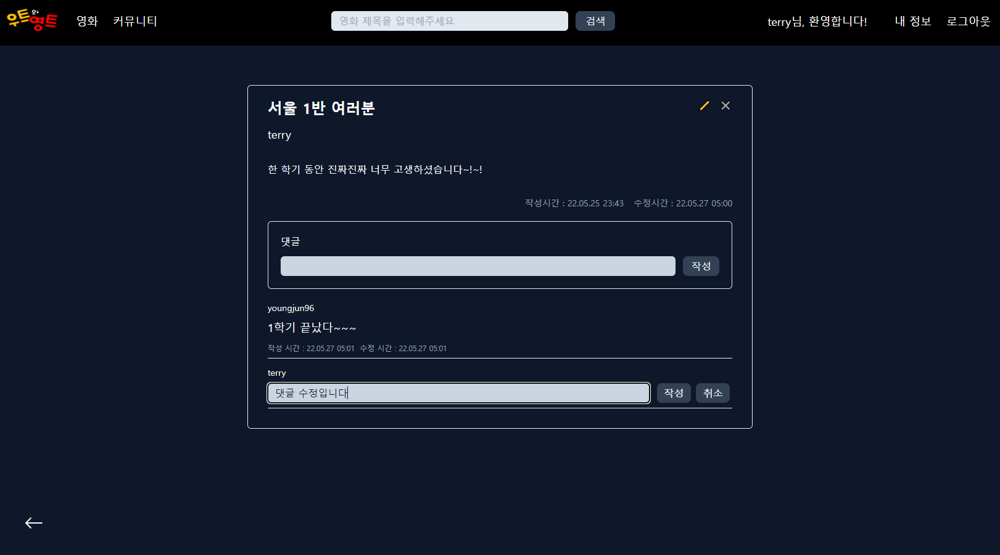 우트와영트
영화 커뮤니티 영화 제목을 입력해주세요 검색 terry님, 환영합니다! 내 정보 로그아웃
서울 1반 여러분
terry
한 학기 동안 진짜진짜 너무 고생하셨습니다~!~!
작성시간 : 22.05.25 23:43 수정시간 : 22.05.27 05:00
댓글
작성
youngjun96
1학기 끝났다~~~
작성 시간 : 22.05.27 05:01 수정 시간 : 22.05.27 05:01
terry
댓글 수정입니다 작성 취소